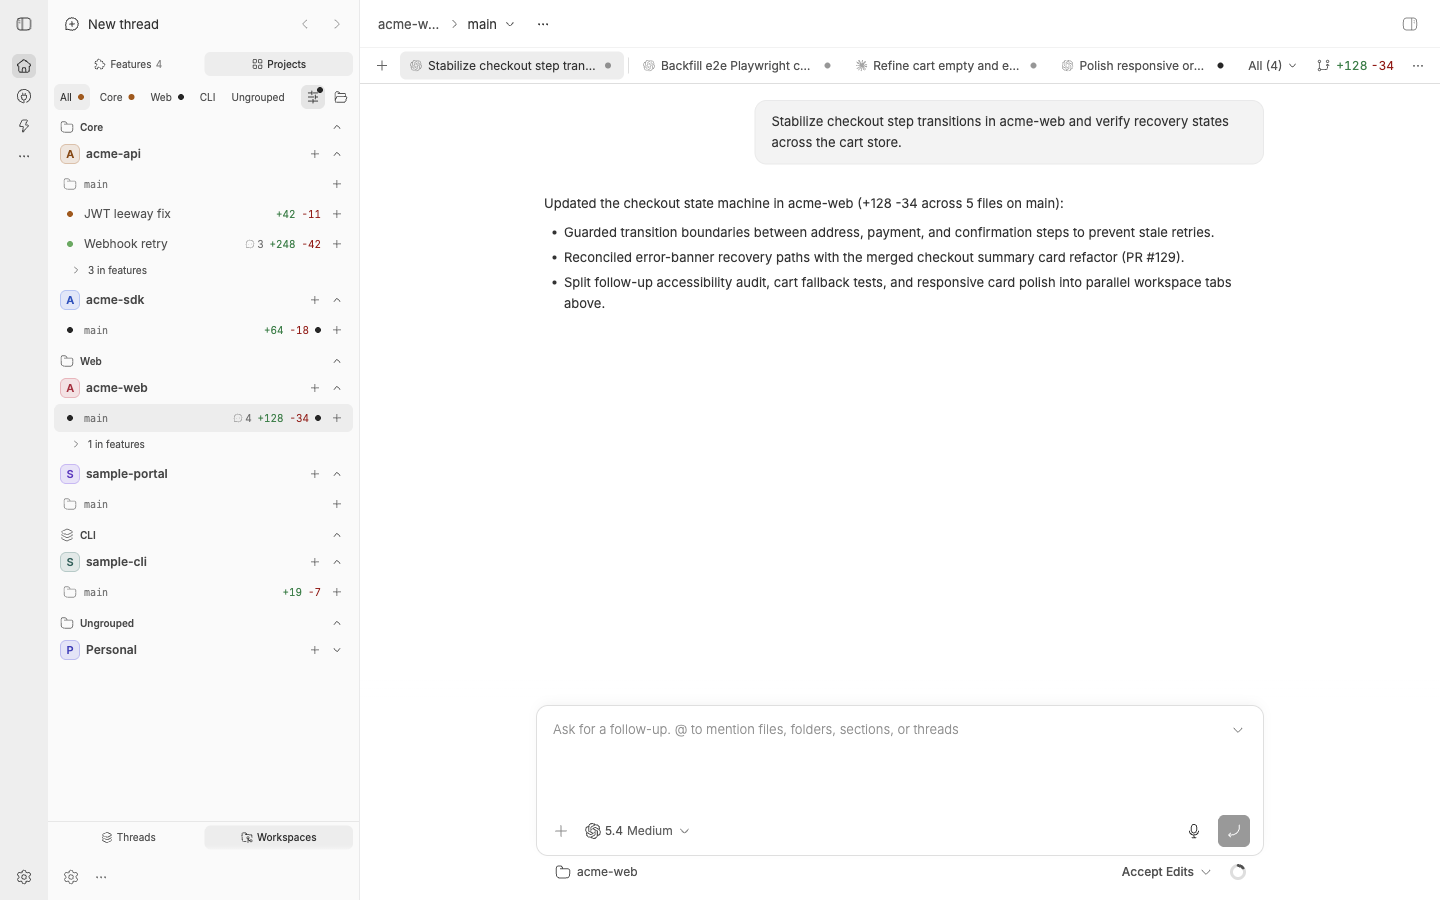 New thread
Features 4
Projects
All
Core
Web
CLI
Ungrouped
Core
A acme-api
main
JWT leeway fix +42 -11
Webhook retry 3 +248 -42
3 in features
A acme-sdk
main +64 -18
Web
A acme-web
main 4 +128 -34
1 in features
S sample-portal
main
CLI
S sample-cli
main +19 -7
Ungrouped
P Personal
Threads
Workspaces
acme-w... main
Stabilize checkout step tran...
Backfill e2e Playwright c...
Refine cart empty and e...
Polish responsive or...
All (4)
+128 -34
Stabilize checkout step transitions in acme-web and verify recovery states
across the cart store.
Updated the checkout state machine in acme-web (+128 -34 across 5 files on main):
• Guarded transition boundaries between address, payment, and confirmation steps to prevent stale retries.
• Reconciled error-banner recovery paths with the merged checkout summary card refactor (PR #129).
• Split follow-up accessibility audit, cart fallback tests, and responsive card polish into parallel workspace tabs
above.
Ask for a follow-up. @ to mention files, folders, sections, or threads
5.4 Medium
acme-web
Accept Edits